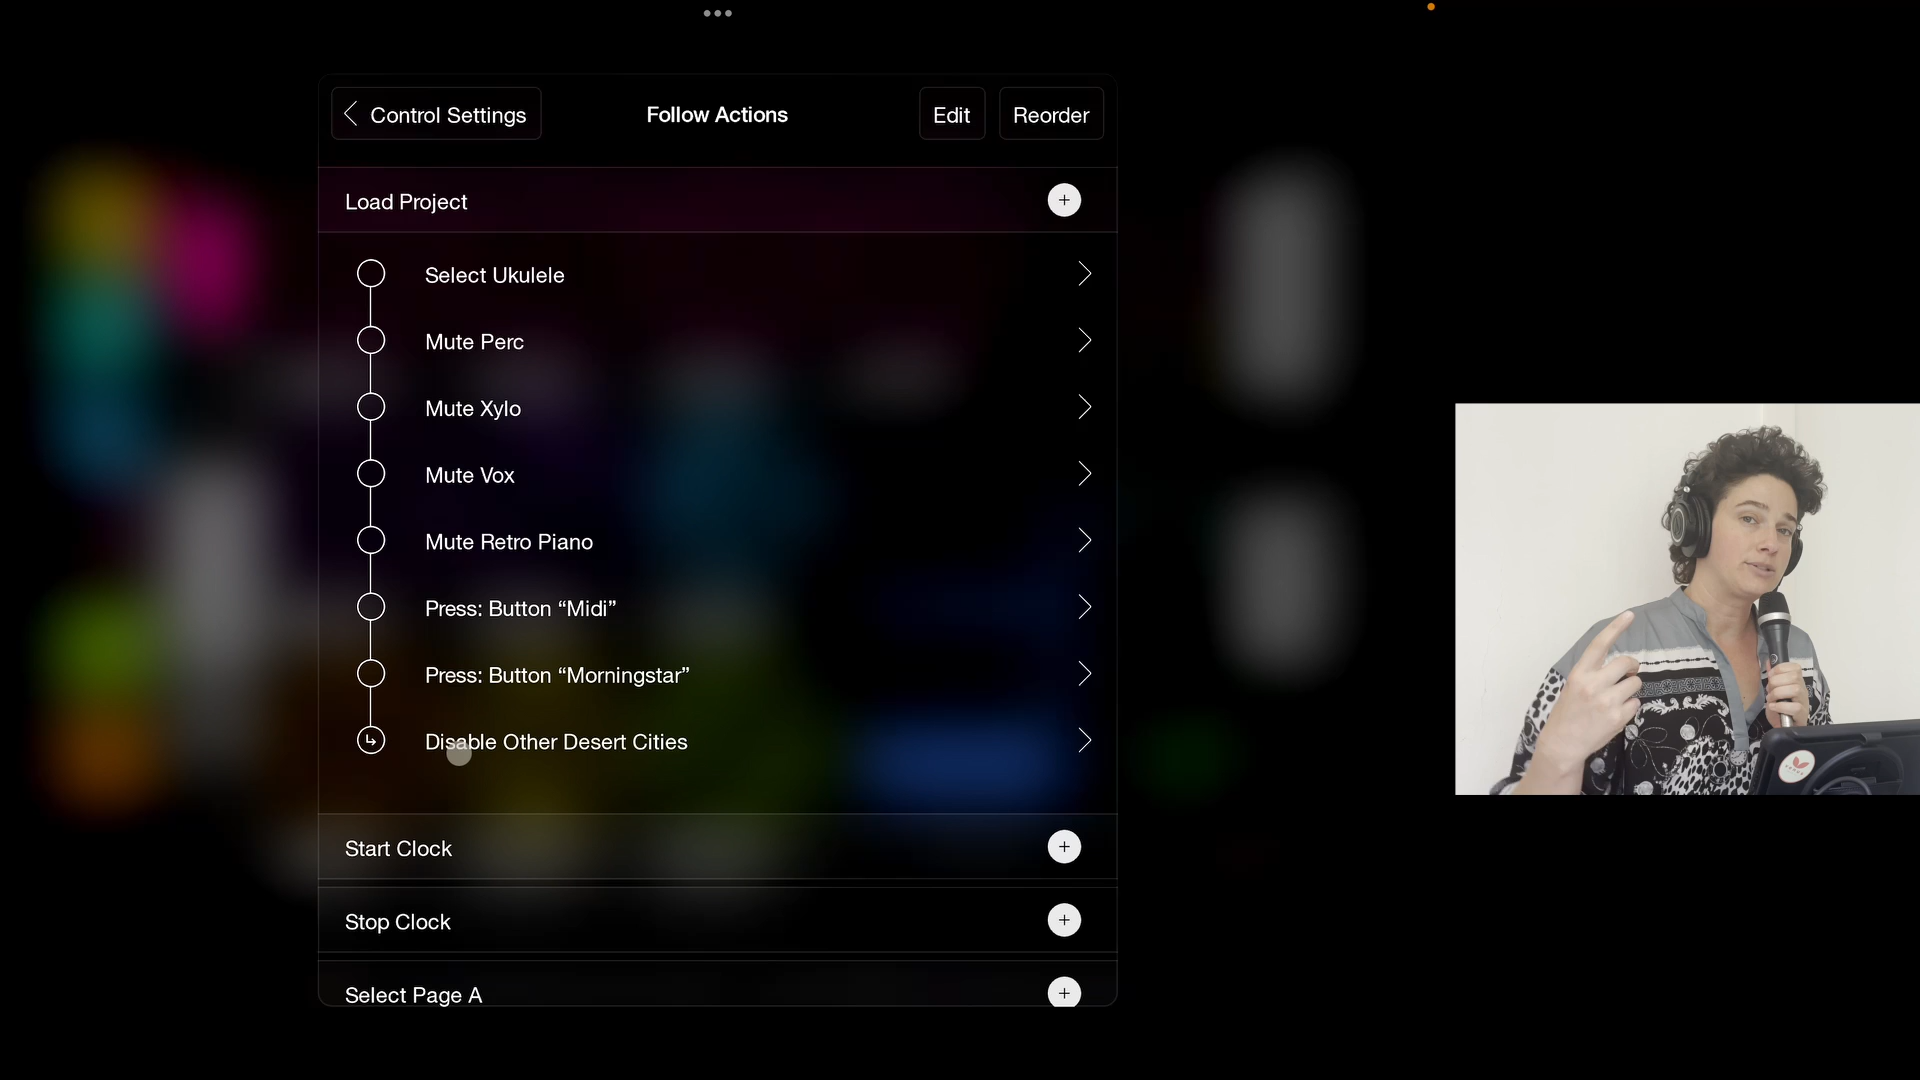 Control Settings
Follow Actions
Edit
Reorder
Load Project
Select Ukulele
Mute Perc
Mute Xylo
Mute Vox
Mute Retro Piano
Press: Button “Midi”
Press: Button “Morningstar”
Disable Other Desert Cities
Start Clock
Stop Clock
Select Page A